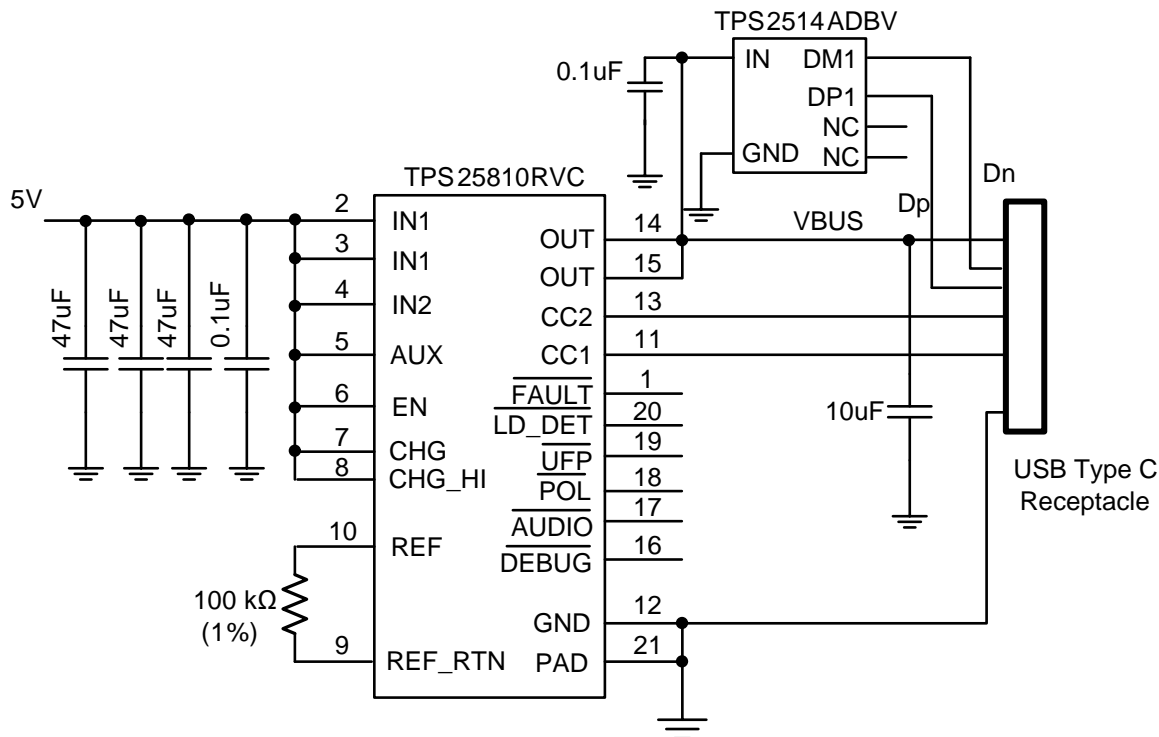 TPS2514ADBV
IN
DM1
DP1
NC
GND
NC
0.1uF
Dn
Dp
VBUS
TPS25810RVC
5V
2
IN1
3
IN1
4
IN2
5
AUX
6
EN
7
CHG
8
CHG_HI
10
REF
9
REF_RTN
47uF
47uF
47uF
0.1uF
100 kΩ
(1%)
OUT
14
OUT
15
CC2
13
CC1
11
FAULT
1
LD_DET
20
UFP
19
POL
18
AUDIO
17
DEBUG
16
GND
12
PAD
21
10uF
USB Type C
Receptacle